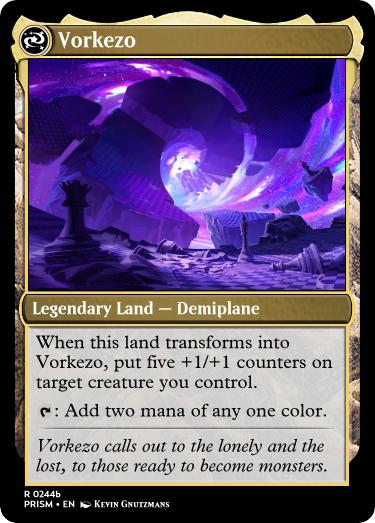 Vorkezo
Legendary Land — Demiplane
When this land transforms into
Vorkezo, put five +1/+1 counters on
target creature you control.
: Add two mana of any one color.
Vorkezo calls out to the lonely and the
lost, to those ready to become monsters.
R 0244b
PRISM • EN Kevin Gnutzmans